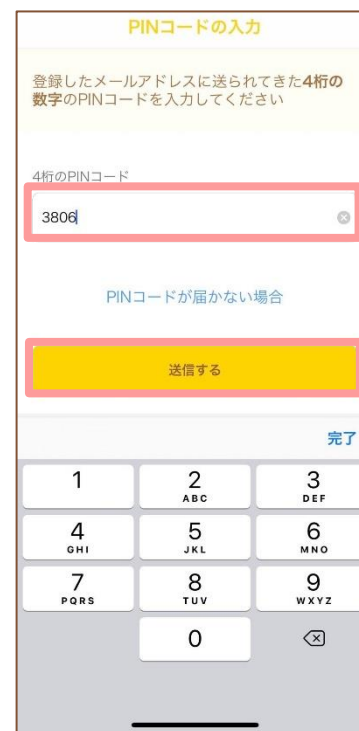 PINコードの入力
登録したメールアドレスに送られてきた4桁の
数字のPINコードを入力してください
4桁のPINコード
3806
PINコードが届かない場合
送信する
完了
1
2
ABC
3
DEF
4
GHI
5
JKL
6
MNO
7
PQRS
8
TUV
9
WXYZ
0